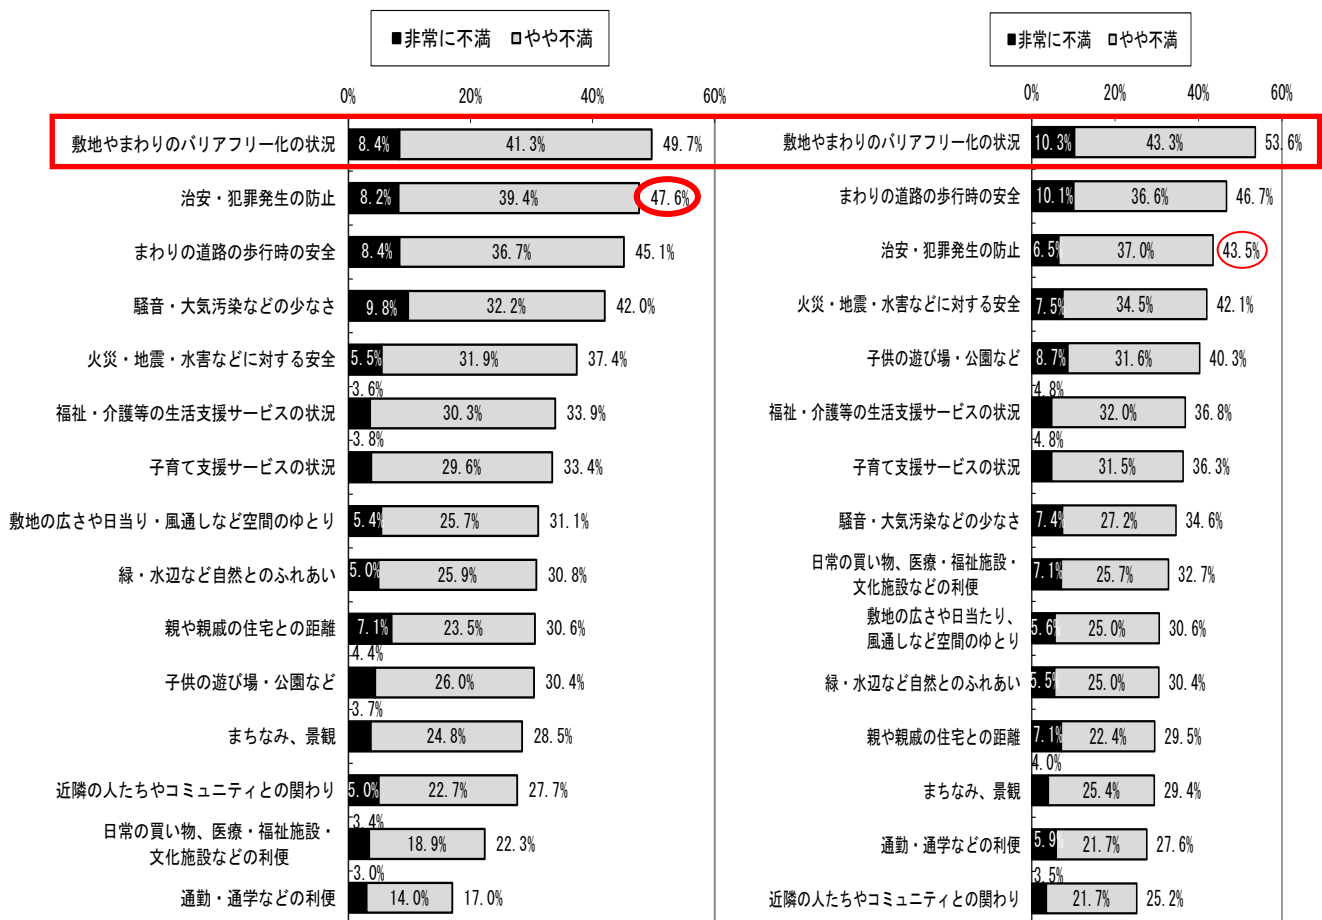 ■非常に不満 □やや不満
0% 20% 40% 60%
敷地やまわりのバリアフリー化の状況 8.4% 41.3% 49.7%
治安・犯罪発生の防止 8.2% 39.4% 47.6%
まわりの道路の歩行時の安全 8.4% 36.7% 45.1%
騒音・大気汚染などの少なさ 9.8% 32.2% 42.0%
火災・地震・水害などに対する安全 5.5% 31.9% 37.4%
3.6%
福祉・介護等の生活支援サービスの状況 30.3% 33.9%
3.8%
子育て支援サービスの状況 29.6% 33.4%
敷地の広さや日当り・風通しなど空間のゆとり 5.4% 25.7% 31.1%
緑・水辺など自然とのふれあい 5.0% 25.9% 30.8%
親や親戚の住宅との距離 7.1% 23.5% 30.6%
4.4%
子供の遊び場・公園など 26.0% 30.4%
3.7%
まちなみ、景観 24.8% 28.5%
近隣の人たちやコミュニティとの関わり 5.0% 22.7% 27.7%
3.4%
日常の買い物、医療・福祉施設・
文化施設などの利便 18.9% 22.3%
3.0%
通勤・通学などの利便 14.0% 17.0%
■非常に不満 □やや不満
0% 20% 40% 60%
敷地やまわりのバリアフリー化の状況 10.3% 43.3% 53.6%
まわりの道路の歩行時の安全 10.1% 36.6% 46.7%
治安・犯罪発生の防止 6.5% 37.0% 43.5%
火災・地震・水害などに対する安全 7.5% 34.5% 42.1%
子供の遊び場・公園など 8.7% 31.6% 40.3%
4.8%
福祉・介護等の生活支援サービスの状況 32.0% 36.8%
4.8%
子育て支援サービスの状況 31.5% 36.3%
騒音・大気汚染などの少なさ 7.4% 27.2% 34.6%
日常の買い物、医療・福祉施設・
文化施設などの利便 7.1% 25.7% 32.7%
敷地の広さや日当たり、
風通しなど空間のゆとり 5.6% 25.0% 30.6%
緑・水辺など自然とのふれあい 5.5% 25.0% 30.4%
親や親戚の住宅との距離 7.1% 22.4% 29.5%
4.0%
まちなみ、景観 25.4% 29.4%
通勤・通学などの利便 5.9% 21.7% 27.6%
3.5%
近隣の人たちやコミュニティとの関わり 21.7% 25.2%